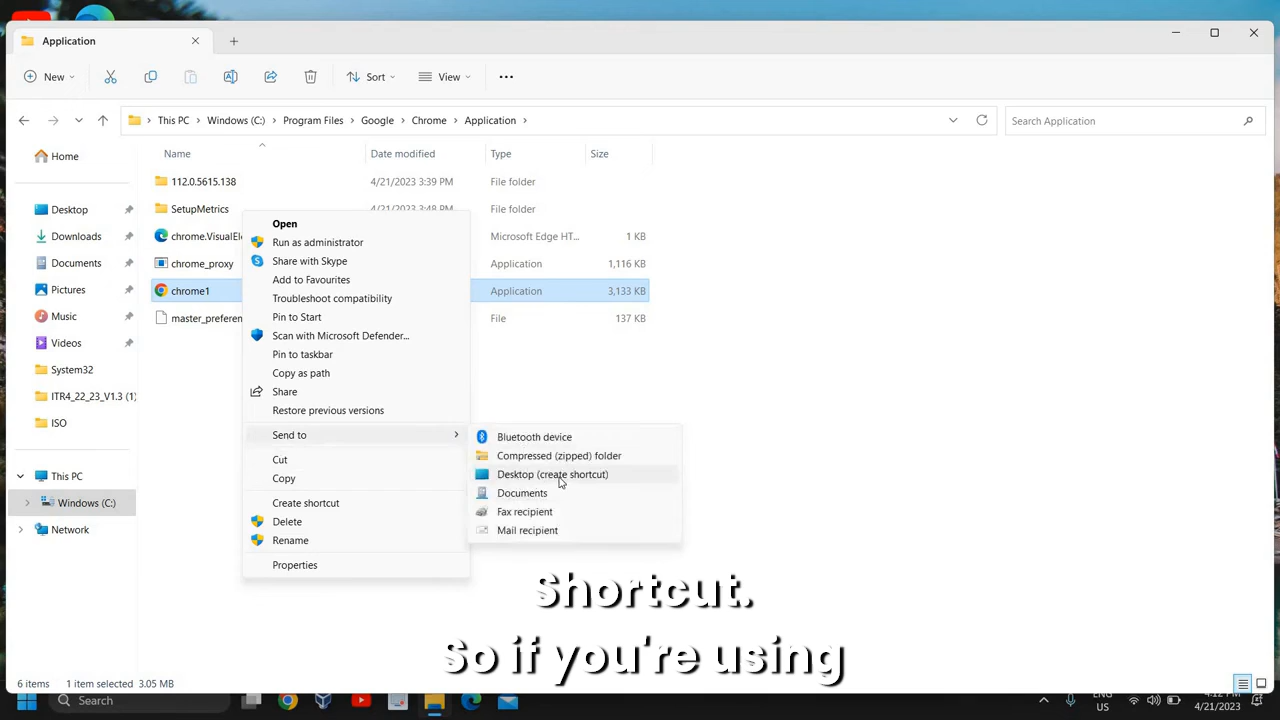 Application
New
Sort
View
This PC
Windows (C:)
Program Files
Google
Chrome
Application
Search Application
Home
Desktop
Downloads
Documents
Pictures
Music
Videos
System32
ITR4_22_23_V1.3 (1)
ISO
This PC
Windows (C:)
Network
Name Date modified Type Size
112.0.5615.138 4/21/2023 3:39 PM File folder
SetupMetrics 4/21/2023 3:48 PM File folder
chrome.VisualEle Microsoft Edge HT... 1 KB
chrome_proxy Application 1,116 KB
chrome1 Application 3,133 KB
master_preferen File 137 KB
Open
Run as administrator
Share with Skype
Add to Favourites
Troubleshoot compatibility
Pin to Start
Scan with Microsoft Defender...
Pin to taskbar
Copy as path
Share
Restore previous versions
Send to
Cut
Copy
Create shortcut
Delete
Rename
Properties
Bluetooth device
Compressed (zipped) folder
Desktop (create shortcut)
Documents
Fax recipient
Mail recipient
Shortcut.
So if you're using
6 items 1 item selected 3.05 MB
Search
ENG
US
4:12 PM
4/21/2023